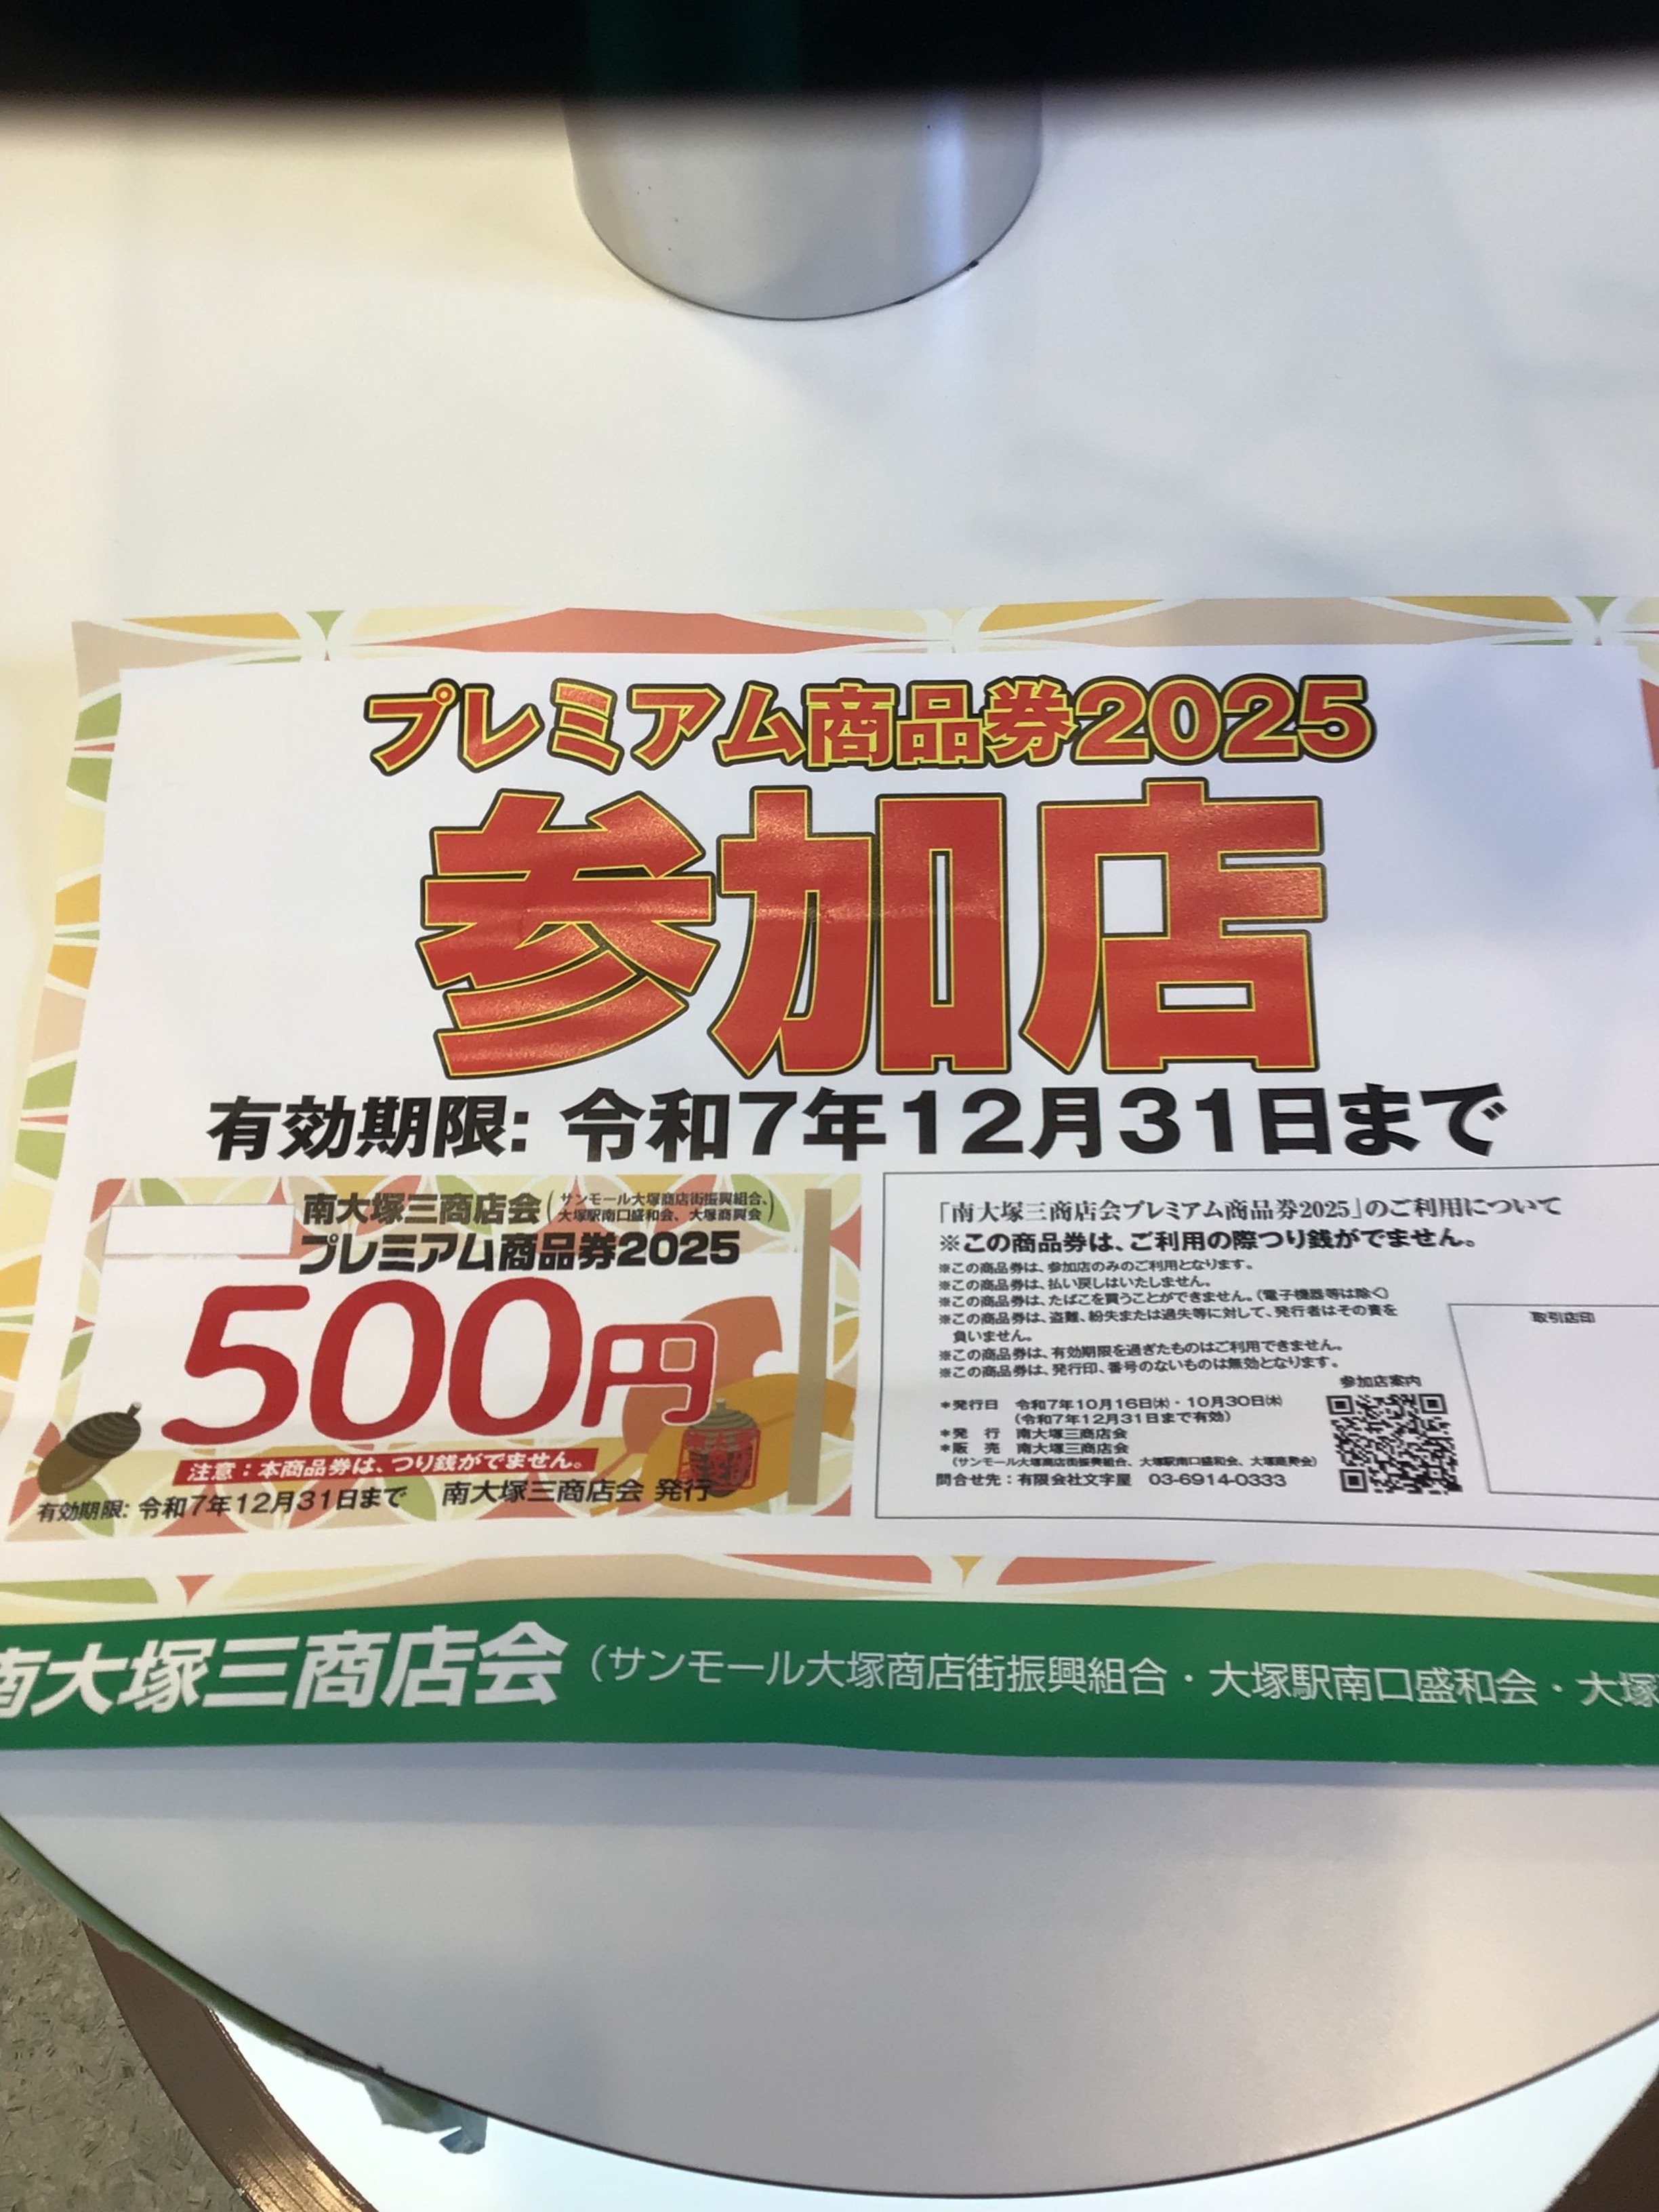 プレミアム商品券2025
参加店
有効期限: 令和7年12月31日まで
南大塚三商店会(サンモール大塚商店街振興組合、
大塚駅南口盛和会、大塚商興会)
プレミアム商品券2025
500円
注意:本商品券は、つり銭がでません。
有効期限: 令和7年12月31日まで 南大塚三商店会 発行
「南大塚三商店会プレミアム商品券2025」のご利用について
※この商品券は、ご利用の際つり銭がでません。
※この商品券は、参加店のみのご利用となります。
※この商品券は、払い戻しはいたしません。
※この商品券は、たばこを買うことができません。(電子機器等は除く)
※この商品券は、盗難、紛失または過失等に対して、発行者はその責を
負いません。
※この商品券は、有効期限を過ぎたものはご利用できません。
※この商品券は、発行印、番号のないものは無効となります。
取引店印
参加店案内
*発行日 令和7年10月16日㈭・10月30日㈭
(令和7年12月31日まで有効)
*発 行 南大塚三商店会
*販 売 南大塚三商店会
(サンモール大塚商店街振興組合、大塚駅南口盛和会、大塚商興会)
問合せ先:有限会社文字屋 03-6914-0333
南大塚三商店会(サンモール大塚商店街振興組合・大塚駅南口盛和会・大塚